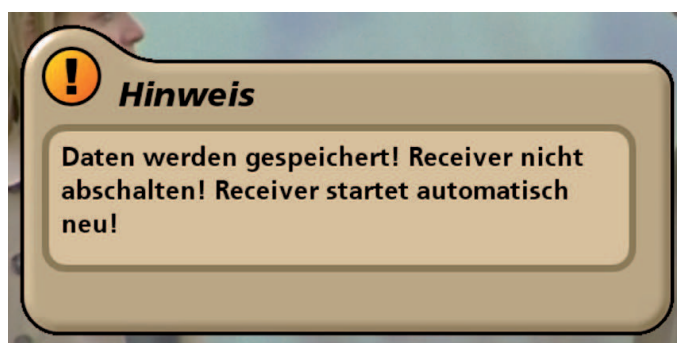 Hinweis
Daten werden gespeichert! Receiver nicht
abschalten! Receiver startet automatisch
neu!